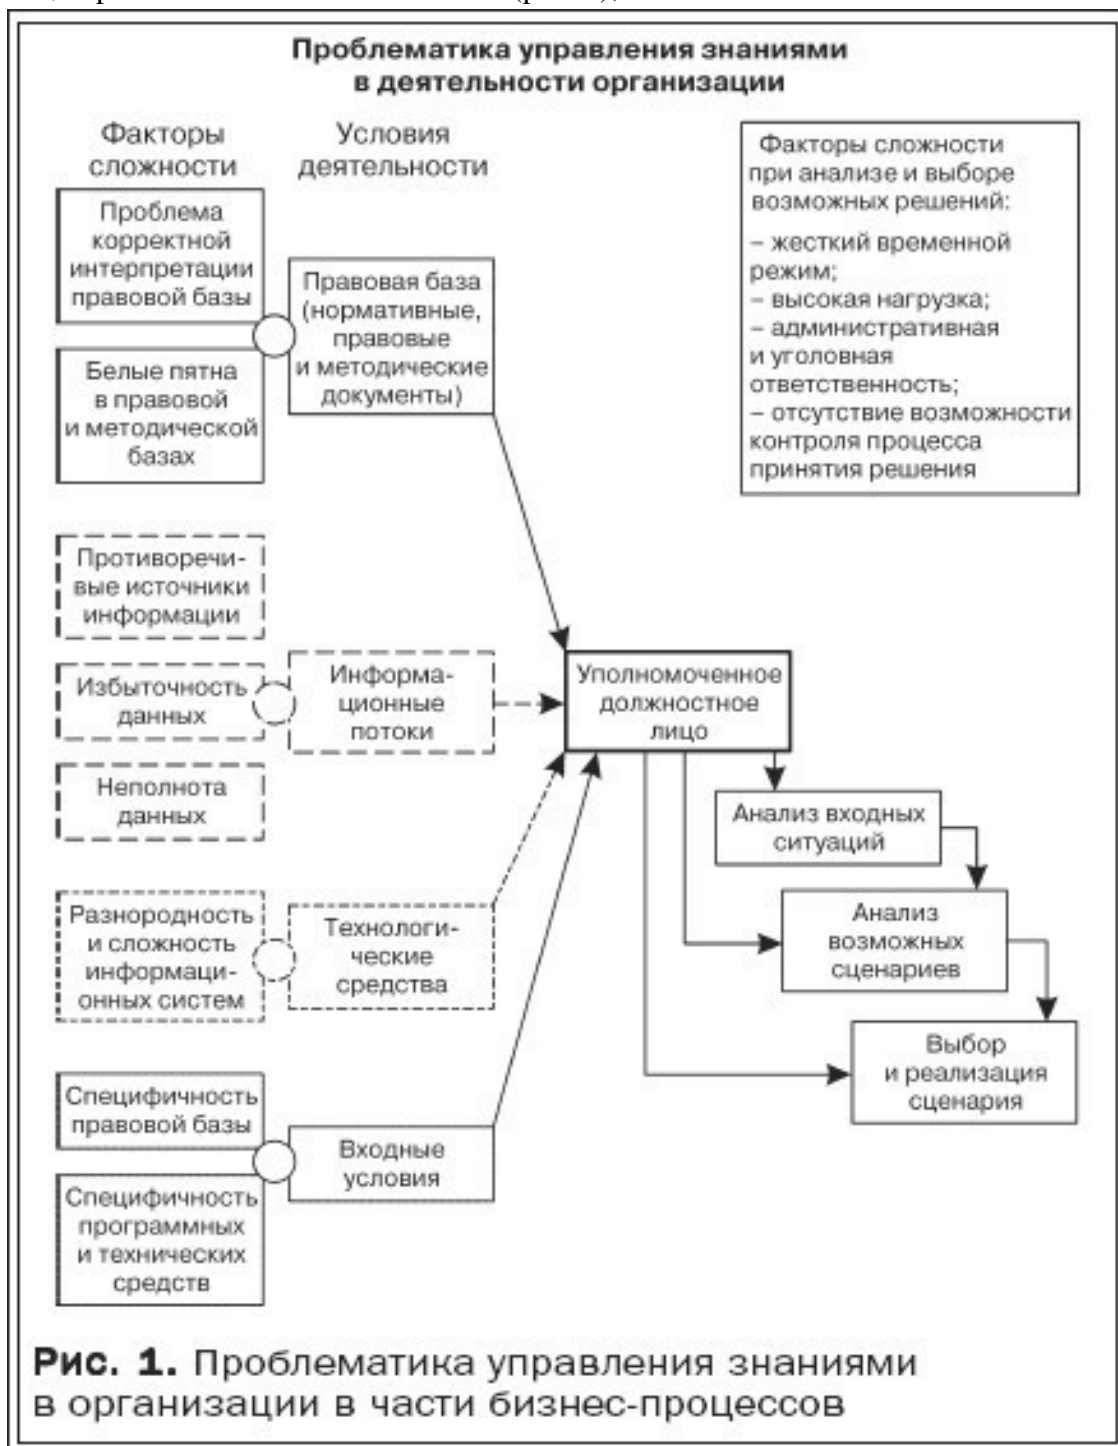 Проблематика управления знаниями
в деятельности организации
Факторы
сложности
Условия
деятельности
Проблема
корректной
интерпретации
правовой базы
Белые пятна
в правовой
и методической
базах
Правовая база
(нормативные,
правовые
и методические
документы)
Факторы сложности
при анализе и выборе
возможных решений:
– жесткий временной
режим;
– высокая нагрузка;
– административная
и уголовная
ответственность;
– отсутствие возможности
контроля процесса
принятия решения
Противоречи-
вые источники
информации
Избыточность
данных
Неполнота
данных
Информа-
ционные
потоки
Уполномоченное
должностное
лицо
Анализ входных
ситуаций
Анализ
возможных
сценариев
Выбор
и реализация
сценария
Разнородность
и сложность
информаци-
онных систем
Технологи-
ческие
средства
Специфичность
правовой базы
Специфичность
программных
и технических
средств
Входные
условия
Рис. 1. Проблематика управления знаниями
в организации в части бизнес-процессов